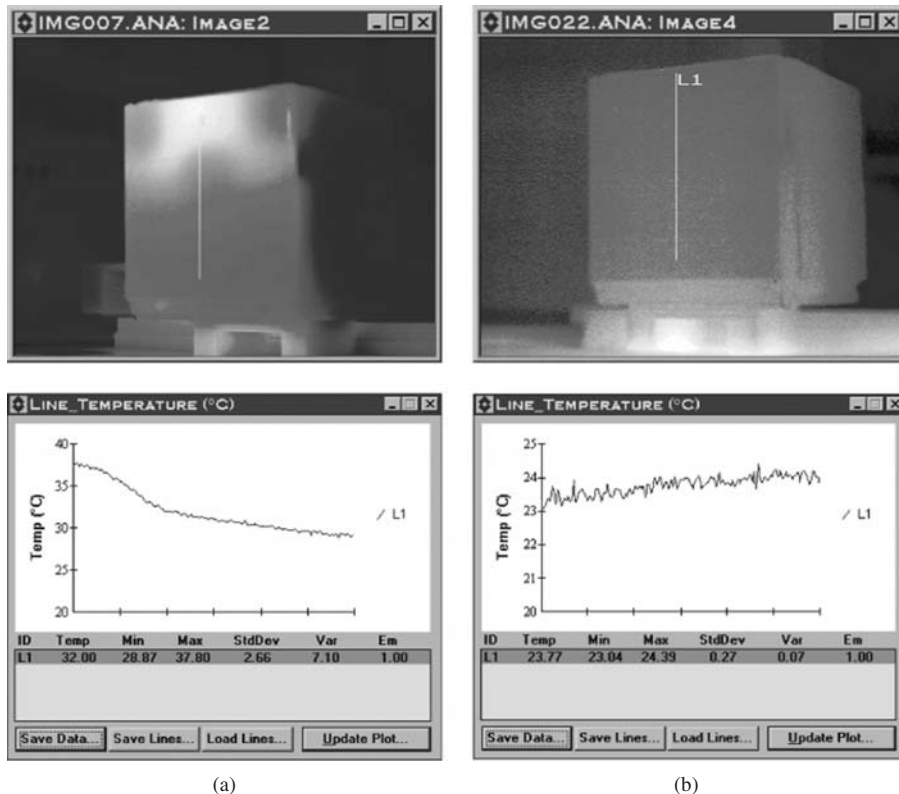 IMG007.ANA: IMAGE2
IMG022.ANA: IMAGE4
L1
LINE_TEMPERATURE (°C)
40
35
30
25
20
Temp (°C)
L1
ID Temp Min Max StdDev Var Em
L1 32.00 28.87 37.80 2.66 7.10 1.00
Save Data... Save Lines... Load Lines... Update Plot...
(a)
LINE_TEMPERATURE (°C)
25
24
23
22
21
20
Temp (°C)
L1
ID Temp Min Max StdDev Var Em
L1 23.77 23.04 24.39 0.27 0.07 1.00
Save Data... Save Lines... Load Lines... Update Plot...
(b)